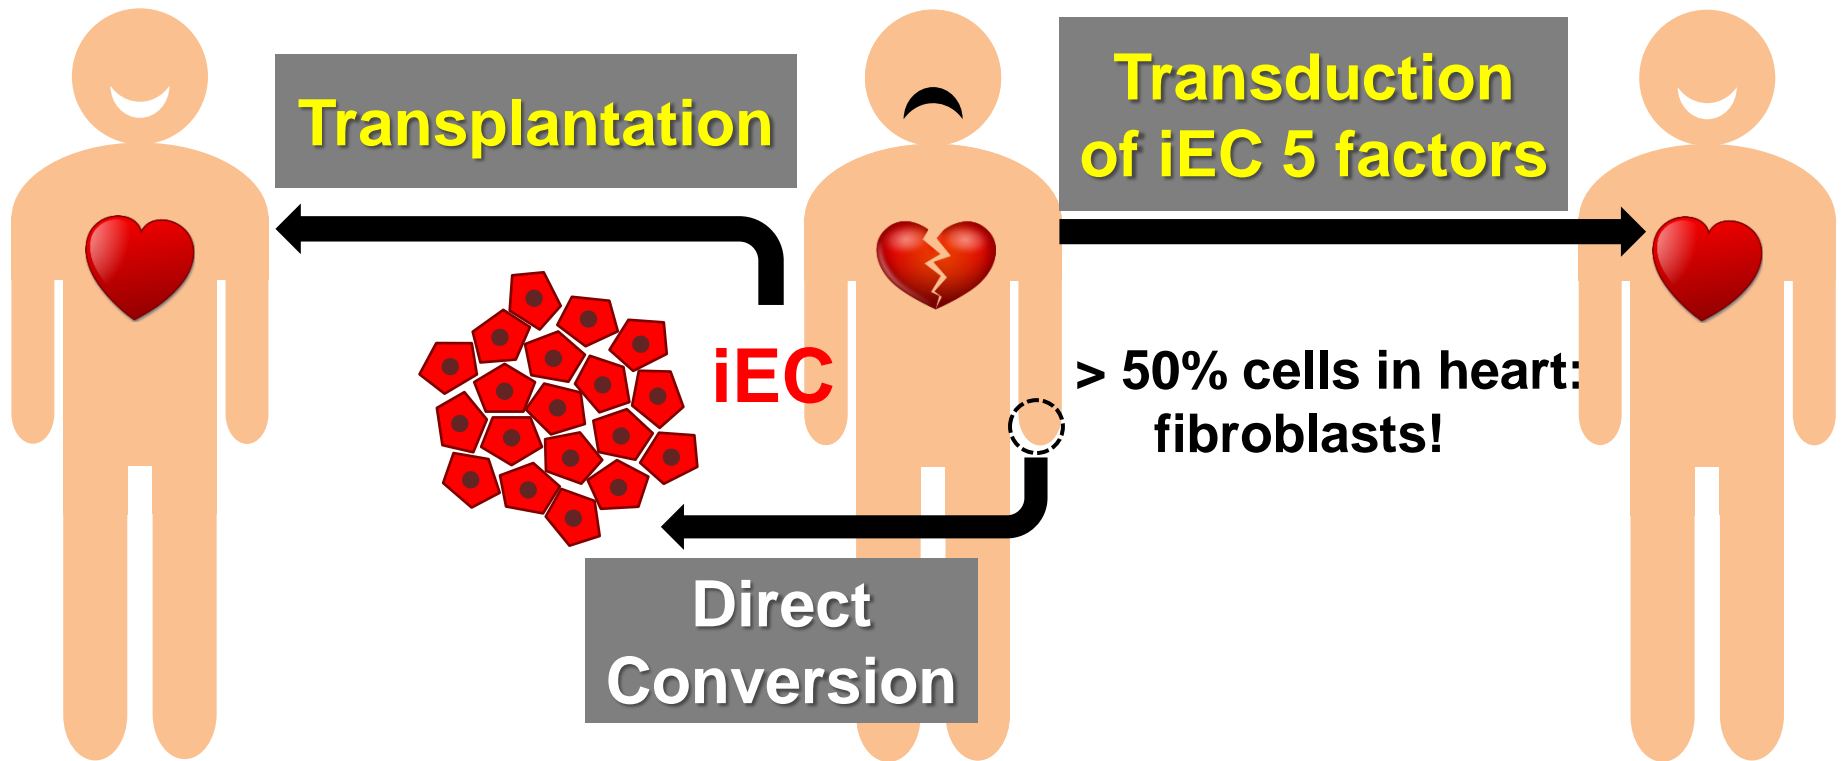 Transplantation
Transduction
of iEC 5 factors
iEC
> 50% cells in heart:
fibroblasts!
Direct
Conversion